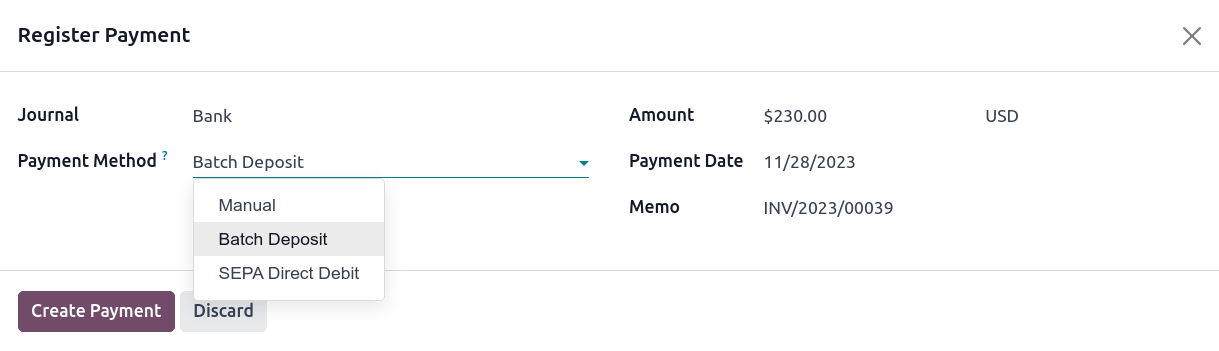 Register Payment
Journal Bank
Payment Method ? Batch Deposit
Manual
Batch Deposit
SEPA Direct Debit
Amount $230.00 USD
Payment Date 11/28/2023
Memo INV/2023/00039
Create Payment Discard